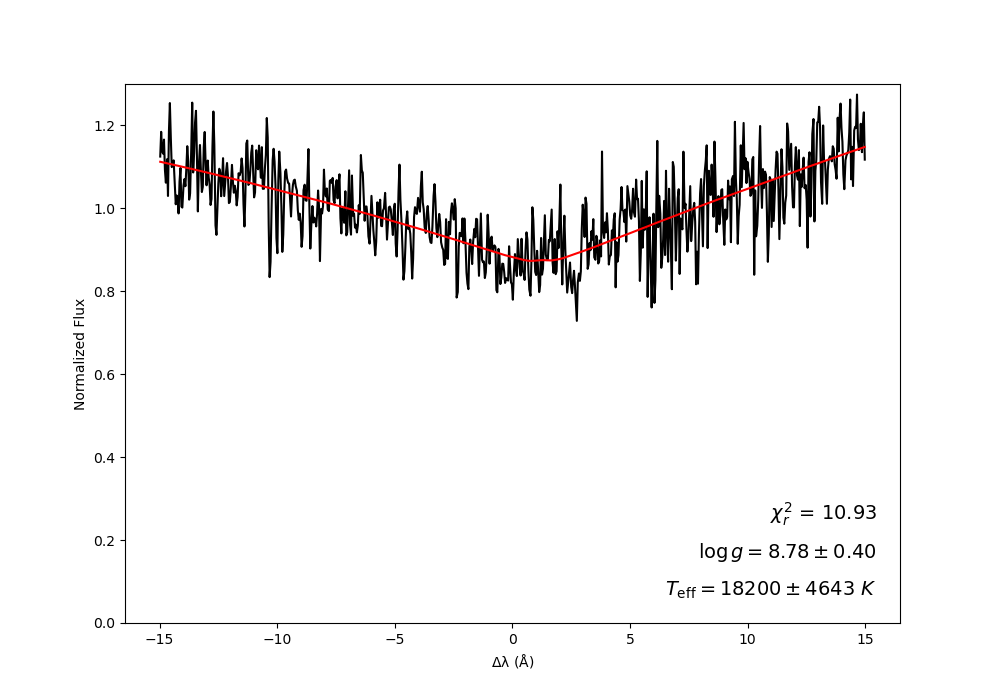 1.2
1.0
0.8
0.6
0.4
0.2
0.0
Normalized Flux
χ²ᵣ = 10.93
log g = 8.78 ± 0.40
T_eff = 18200 ± 4643 K
−15 −10 −5 0 5 10 15
Δλ (Å)